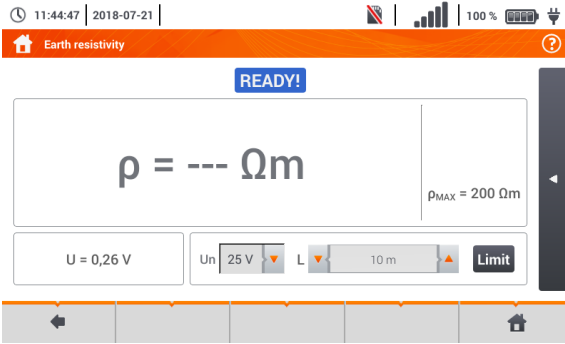 11:44:47 2018-07-21 100 %
Earth resistivity ?
READY!
ρ = --- Ωm
ρMAX = 200 Ωm
U = 0,26 V Un 25 V L 10 m Limit